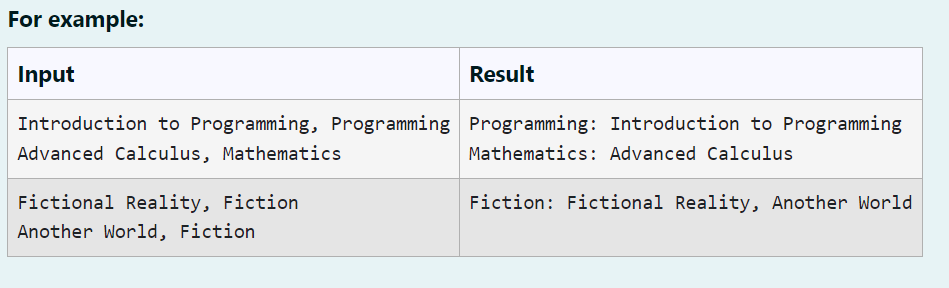 For example:
Input Result
Introduction to Programming, Programming Programming: Introduction to Programming
Advanced Calculus, Mathematics Mathematics: Advanced Calculus
Fictional Reality, Fiction Fiction: Fictional Reality, Another World
Another World, Fiction